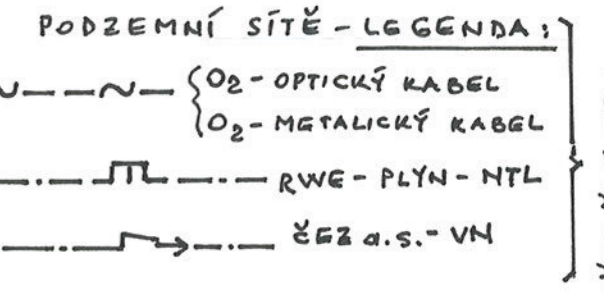 PODZEMNÍ SÍTĚ - LEGENDA:
O2 - OPTICKÝ KABEL
O2 - METALICKÝ KABEL
RWE - PLYN - NTL
ČEZ a.s. - VN